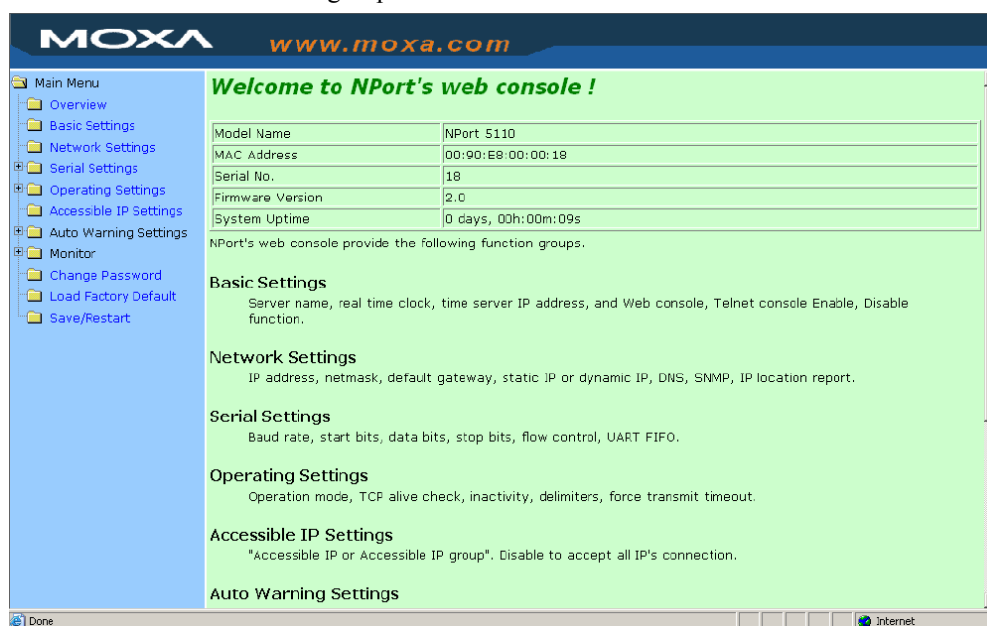 MOXA www.moxa.com
Main Menu
Overview
Basic Settings
Network Settings
Serial Settings
Operating Settings
Accessible IP Settings
Auto Warning Settings
Monitor
Change Password
Load Factory Default
Save/Restart
Welcome to NPort's web console !
Model Name NPort 5110
MAC Address 00:90:E8:00:00:18
Serial No. 18
Firmware Version 2.0
System Uptime 0 days, 00h:00m:09s
NPort's web console provide the following function groups.
Basic Settings
Server name, real time clock, time server IP address, and Web console, Telnet console Enable, Disable
function.
Network Settings
IP address, netmask, default gateway, static IP or dynamic IP, DNS, SNMP, IP location report.
Serial Settings
Baud rate, start bits, data bits, stop bits, flow control, UART FIFO.
Operating Settings
Operation mode, TCP alive check, inactivity, delimiters, force transmit timeout.
Accessible IP Settings
"Accessible IP or Accessible IP group". Disable to accept all IP's connection.
Auto Warning Settings
Done Internet